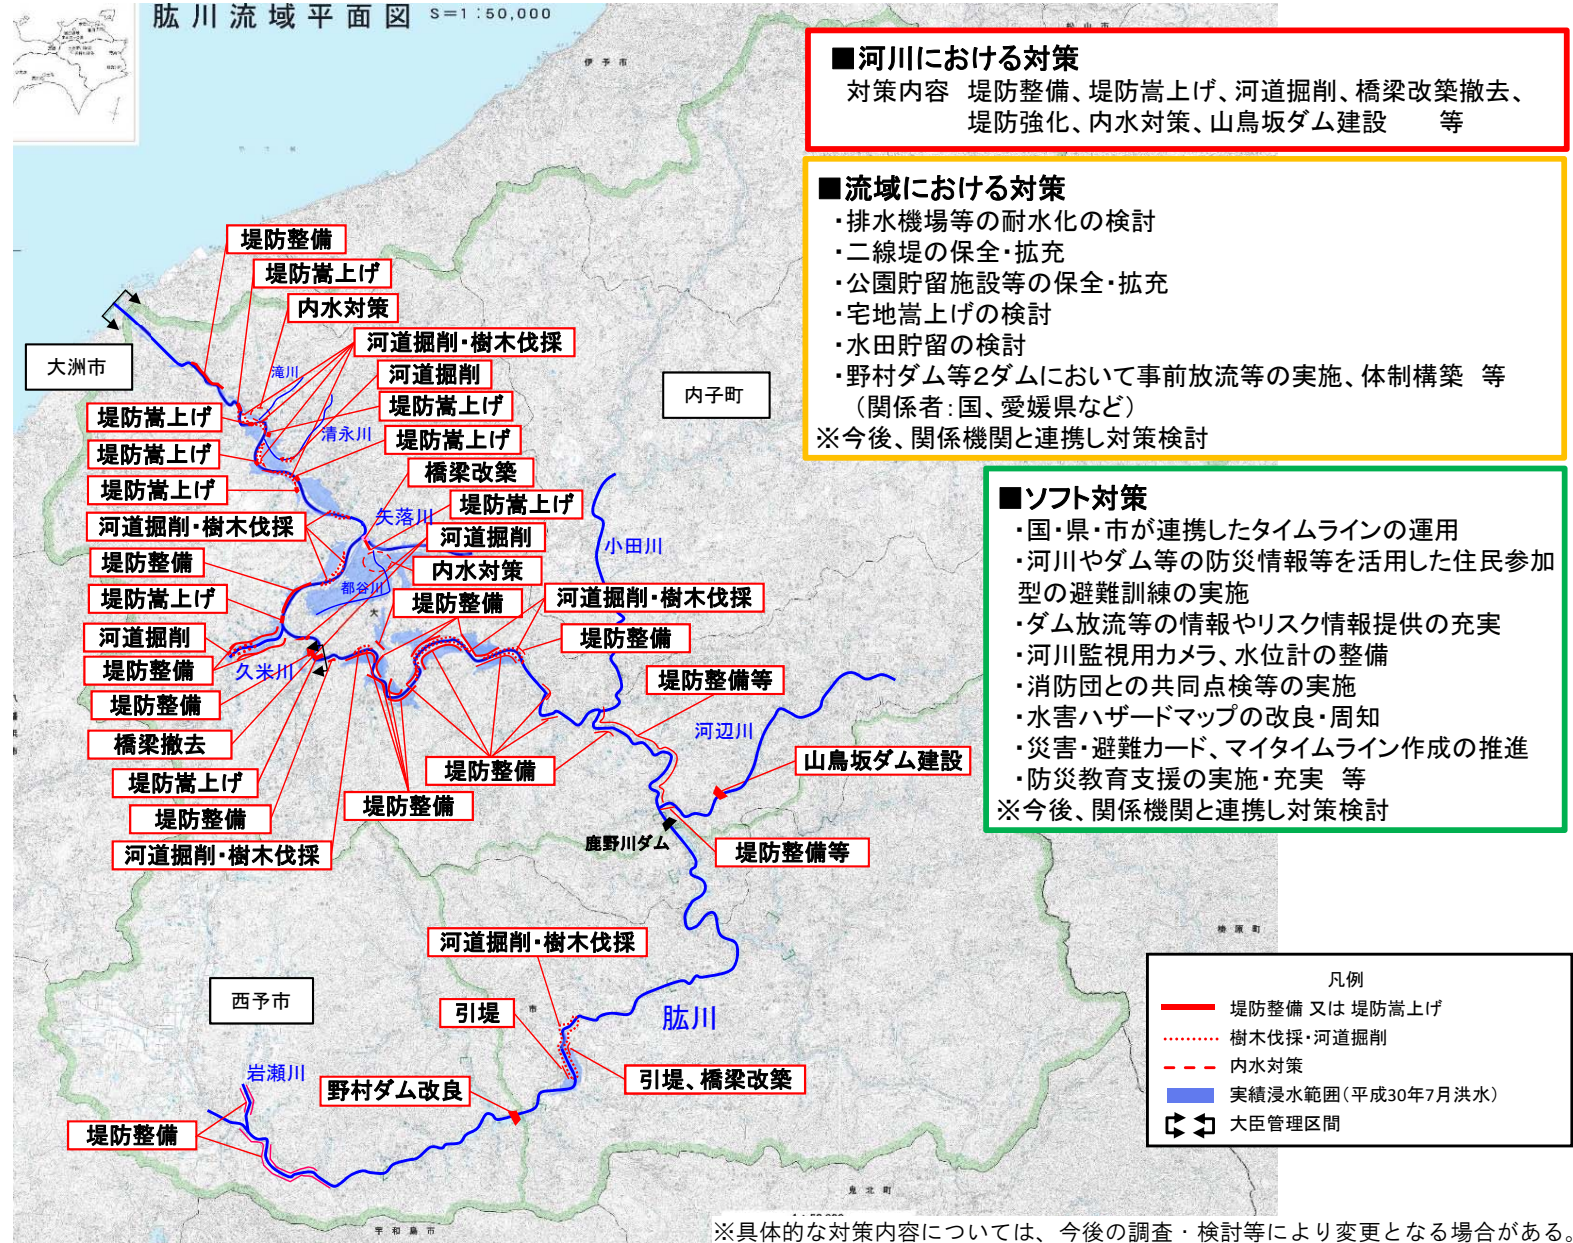 肱川流域平面図 S=1:50,000
伊予市
■河川における対策
対策内容 堤防整備、堤防嵩上げ、河道掘削、橋梁改築撤去、
堤防強化、内水対策、山鳥坂ダム建設 等
■流域における対策
・排水機場等の耐水化の検討
・二線堤の保全・拡充
・公園貯留施設等の保全・拡充
・宅地嵩上げの検討
・水田貯留の検討
・野村ダム等2ダムにおいて事前放流等の実施、体制構築 等
(関係者:国、愛媛県など)
※今後、関係機関と連携し対策検討
■ソフト対策
・国・県・市が連携したタイムラインの運用
・河川やダム等の防災情報等を活用した住民参加
型の避難訓練の実施
・ダム放流等の情報やリスク情報提供の充実
・河川監視用カメラ、水位計の整備
・消防団との共同点検等の実施
・水害ハザードマップの改良・周知
・災害・避難カード、マイタイムライン作成の推進
・防災教育支援の実施・充実 等
※今後、関係機関と連携し対策検討
堤防整備
堤防嵩上げ
内水対策
河道掘削・樹木伐採
大洲市
滝川
河道掘削
内子町
堤防嵩上げ
堤防嵩上げ
清永川
堤防嵩上げ
堤防嵩上げ
橋梁改築
堤防嵩上げ
堤防嵩上げ
河道掘削・樹木伐採
矢落川
河道掘削
小田川
堤防整備
内水対策
都谷川
堤防嵩上げ
堤防整備
河道掘削・樹木伐採
河道掘削
堤防整備
堤防整備
久米川
堤防整備等
堤防整備
河辺川
橋梁撤去
山鳥坂ダム建設
堤防整備
堤防嵩上げ
堤防整備
堤防整備
鹿野川ダム
堤防整備等
河道掘削・樹木伐採
河道掘削・樹木伐採
西予市
引堤
肱川
岩瀬川
野村ダム改良
引堤、橋梁改築
堤防整備
凡例
堤防整備 又は 堤防嵩上げ
樹木伐採・河道掘削
内水対策
実績浸水範囲(平成30年7月洪水)
大臣管理区間
鬼北町
宇和島市
※具体的な対策内容については、今後の調査・検討等により変更となる場合がある。